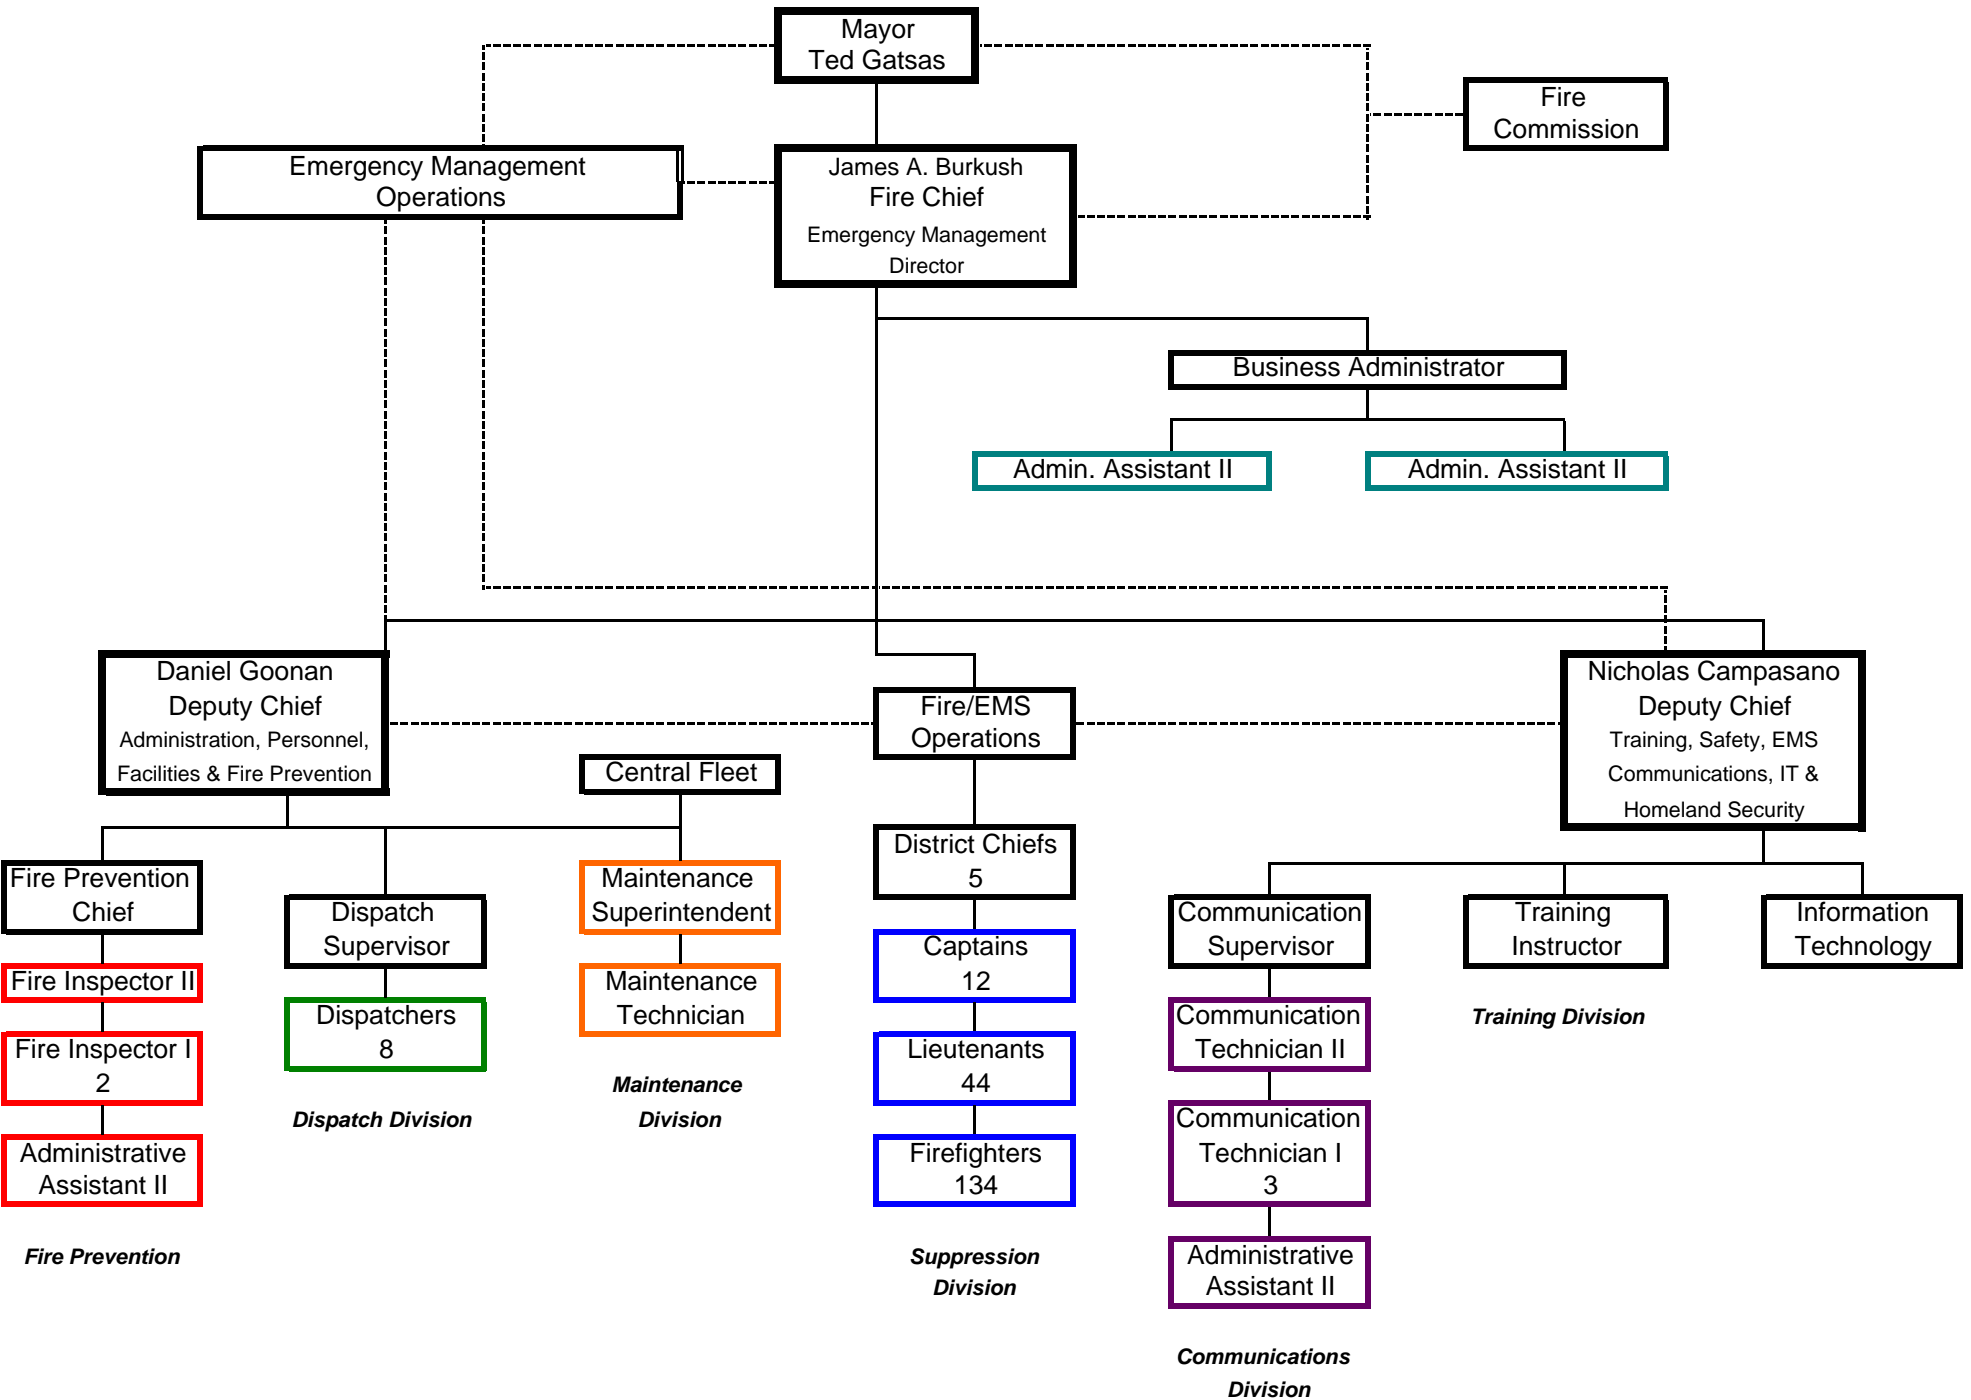 Mayor
Ted Gatsas
Fire
Commission
Emergency Management
Operations
James A. Burkush
Fire Chief
Emergency Management
Director
Business Administrator
Admin. Assistant II
Admin. Assistant II
Daniel Goonan
Deputy Chief
Administration, Personnel,
Facilities & Fire Prevention
Fire/EMS
Operations
Nicholas Campasano
Deputy Chief
Training, Safety, EMS
Communications, IT &
Homeland Security
Central Fleet
Fire Prevention
Chief
Fire Inspector II
Fire Inspector I
2
Administrative
Assistant II
Fire Prevention
Dispatch
Supervisor
Dispatchers
8
Dispatch Division
Maintenance
Superintendent
Maintenance
Technician
Maintenance
Division
District Chiefs
5
Captains
12
Lieutenants
44
Firefighters
134
Suppression
Division
Communication
Supervisor
Communication
Technician II
Communication
Technician I
3
Administrative
Assistant II
Communications
Division
Training
Instructor
Training Division
Information
Technology